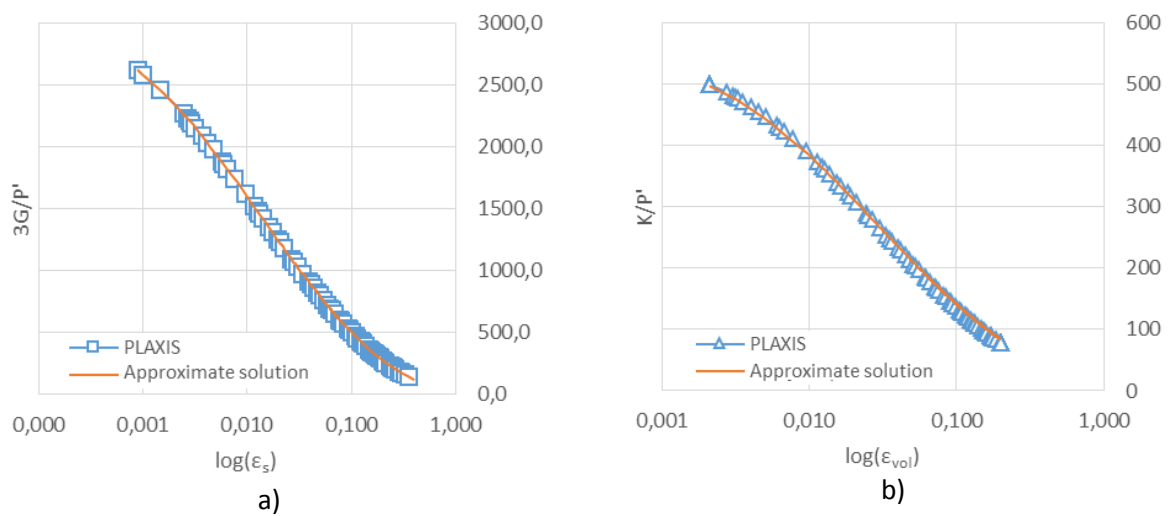 3000,0
2500
2000,0
1500,0
1000,0
500,0
0,0
3G/P'
PLAXIS
Approximate solution
0,000
0,001
0,010
0,100
1,000
log(εs)
a)
600
500
400
300
200
100
0
K/P'
PLAXIS
Approximate solution
0,001
0,010
0,100
1,000
log(εvol)
b)